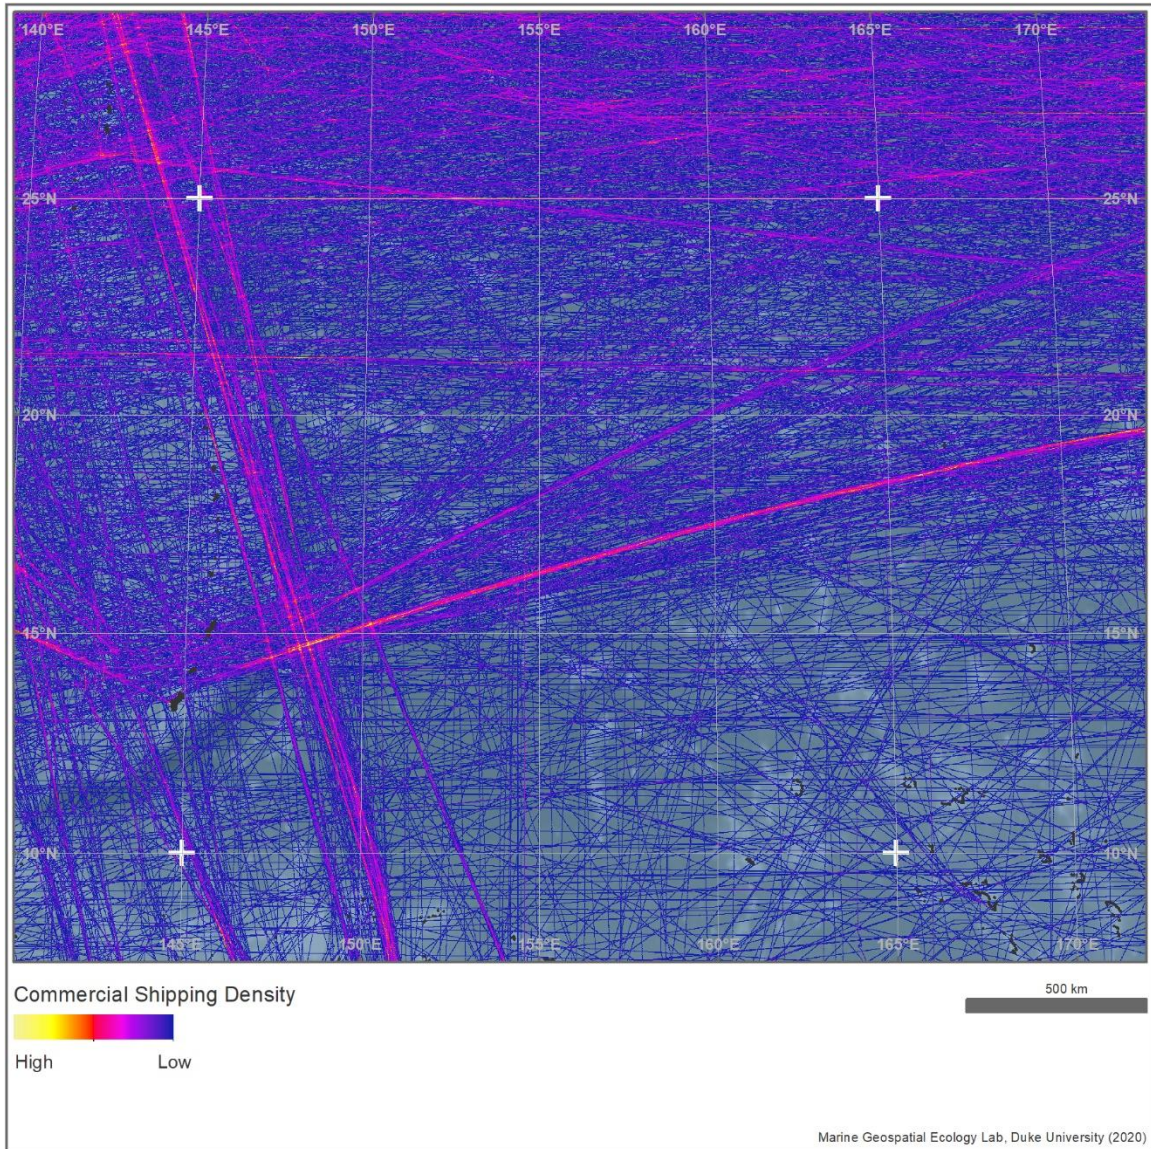 140°E 145°E 150°E 155°E 160°E 165°E 170°E
25°N 25°N
20°N 20°N
15°N 15°N
10°N 10°N
145°E 150°E 155°E 160°E 165°E 170°E
Commercial Shipping Density
500 km
High Low
Marine Geospatial Ecology Lab, Duke University (2020)